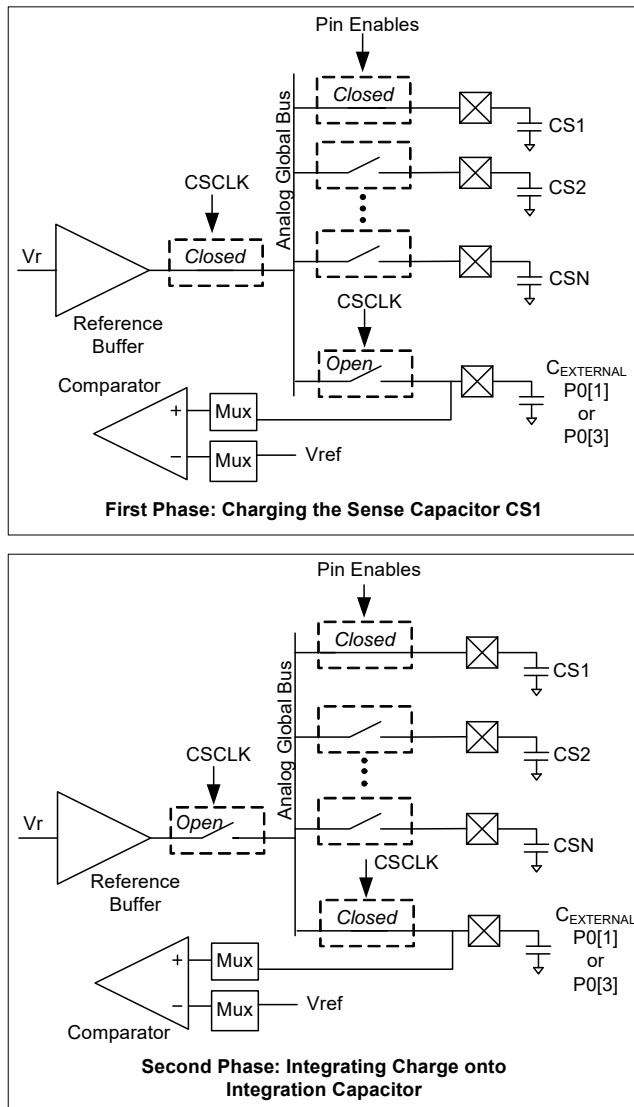 Pin Enables
Closed
CS1
Analog Global Bus
CSCLK
CS2
Vr
Closed
CSN
Reference
Buffer
CSCLK
Comparator
Open
CEXTERNAL
P0[1]
or
P0[3]
+
Mux
−
Mux
Vref
First Phase: Charging the Sense Capacitor CS1
Pin Enables
Closed
CS1
Analog Global Bus
CSCLK
CS2
Vr
Open
CSN
Reference
Buffer
CSCLK
Closed
CEXTERNAL
P0[1]
or
P0[3]
+
Mux
−
Mux
Vref
Comparator
Second Phase: Integrating Charge onto
Integration Capacitor